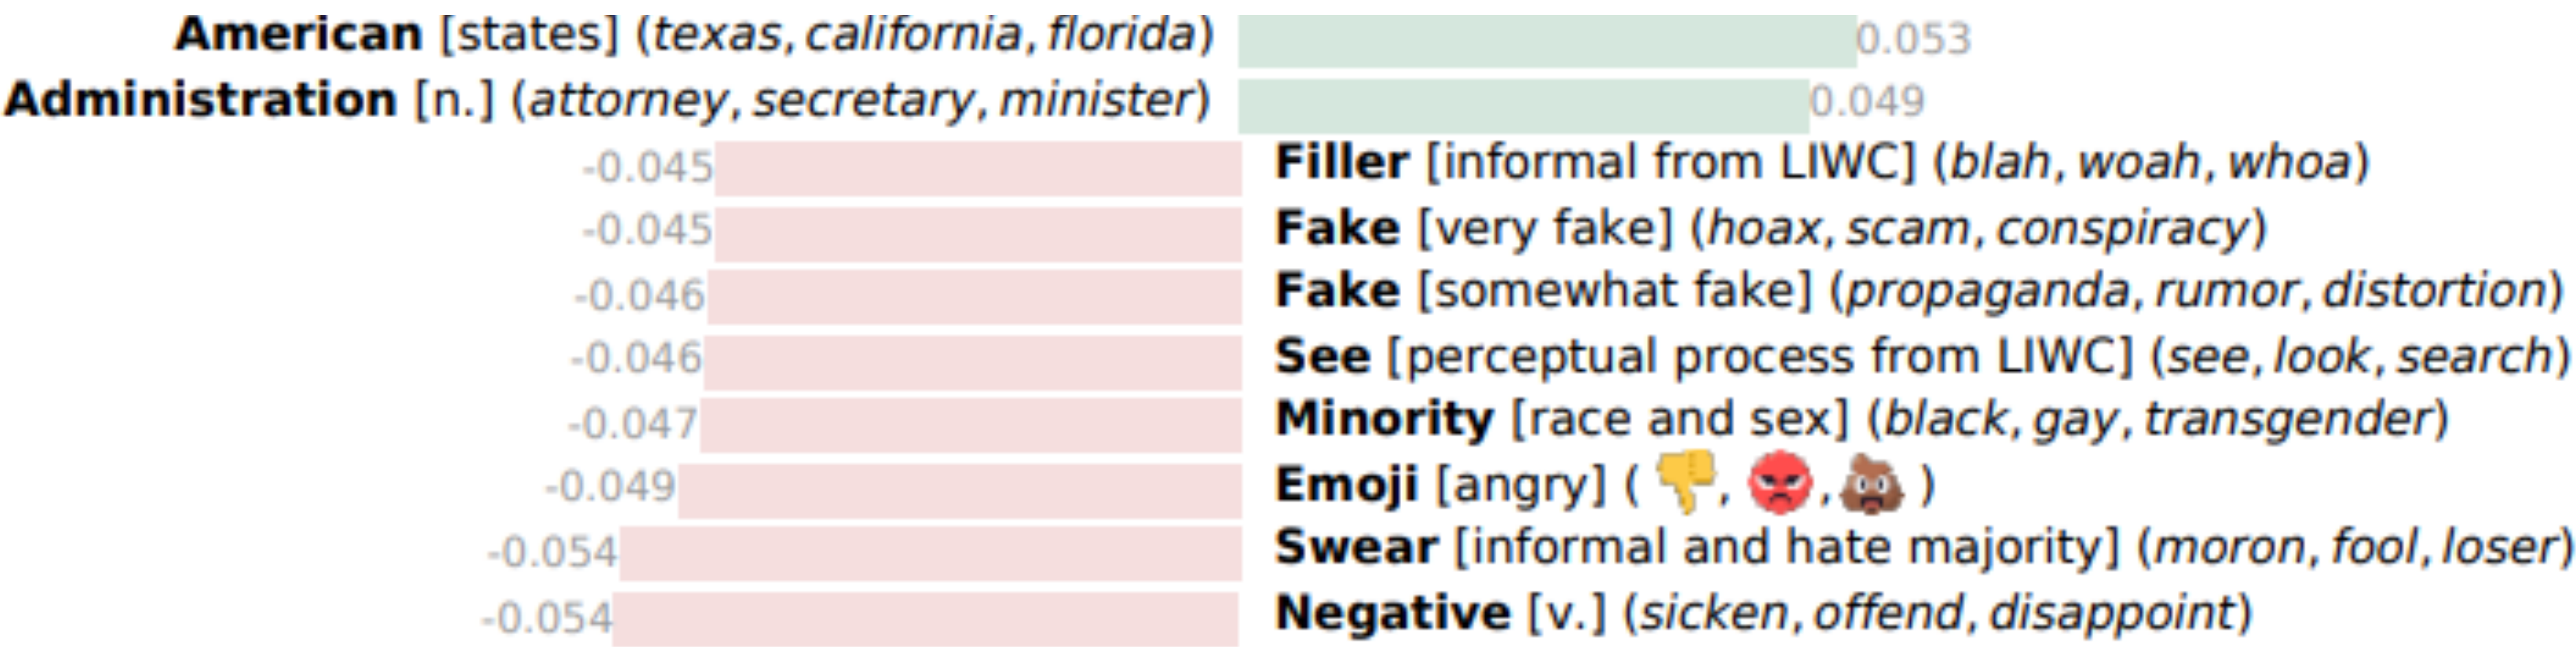 American [states] (texas, california, florida) 0.053
Administration [n.] (attorney, secretary, minister) 0.049
-0.045 Filler [informal from LIWC] (blah, woah, whoa)
-0.045 Fake [very fake] (hoax, scam, conspiracy)
-0.046 Fake [somewhat fake] (propaganda, rumor, distortion)
-0.046 See [perceptual process from LIWC] (see, look, search)
-0.047 Minority [race and sex] (black, gay, transgender)
-0.049 Emoji [angry] ( 👎, 😡, 💩 )
-0.054 Swear [informal and hate majority] (moron, fool, loser)
-0.054 Negative [v.] (sicken, offend, disappoint)